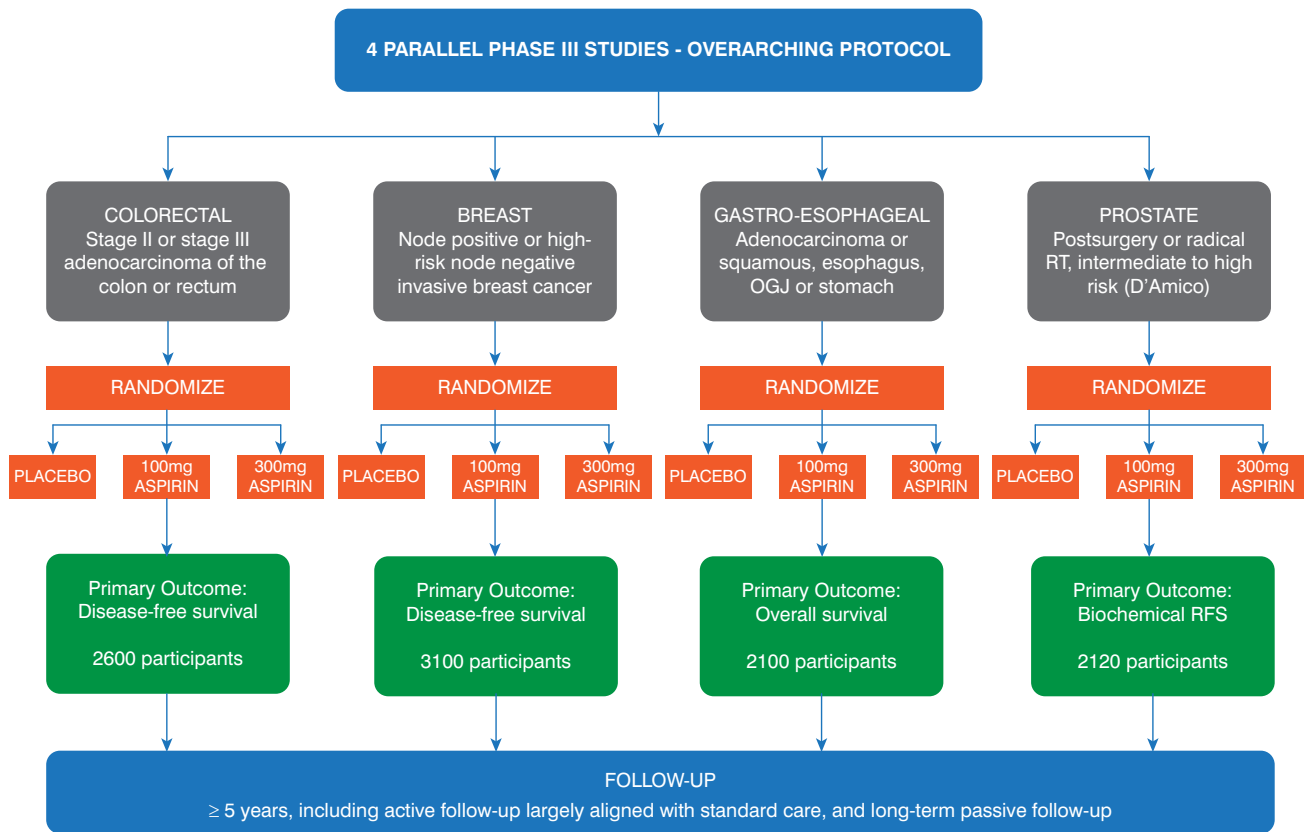 4 PARALLEL PHASE III STUDIES - OVERARCHING PROTOCOL
COLORECTAL
Stage II or stage III
adenocarcinoma of the
colon or rectum
BREAST
Node positive or high-
risk node negative
invasive breast cancer
GASTRO-ESOPHAGEAL
Adenocarcinoma or
squamous, esophagus,
OGJ or stomach
PROSTATE
Postsurgery or radical
RT, intermediate to high
risk (D’Amico)
RANDOMIZE
RANDOMIZE
RANDOMIZE
RANDOMIZE
PLACEBO
100mg
ASPIRIN
300mg
ASPIRIN
PLACEBO
100mg
ASPIRIN
300mg
ASPIRIN
PLACEBO
100mg
ASPIRIN
300mg
ASPIRIN
PLACEBO
100mg
ASPIRIN
300mg
ASPIRIN
Primary Outcome:
Disease-free survival
2600 participants
Primary Outcome:
Disease-free survival
3100 participants
Primary Outcome:
Overall survival
2100 participants
Primary Outcome:
Biochemical RFS
2120 participants
FOLLOW-UP
≥ 5 years, including active follow-up largely aligned with standard care, and long-term passive follow-up